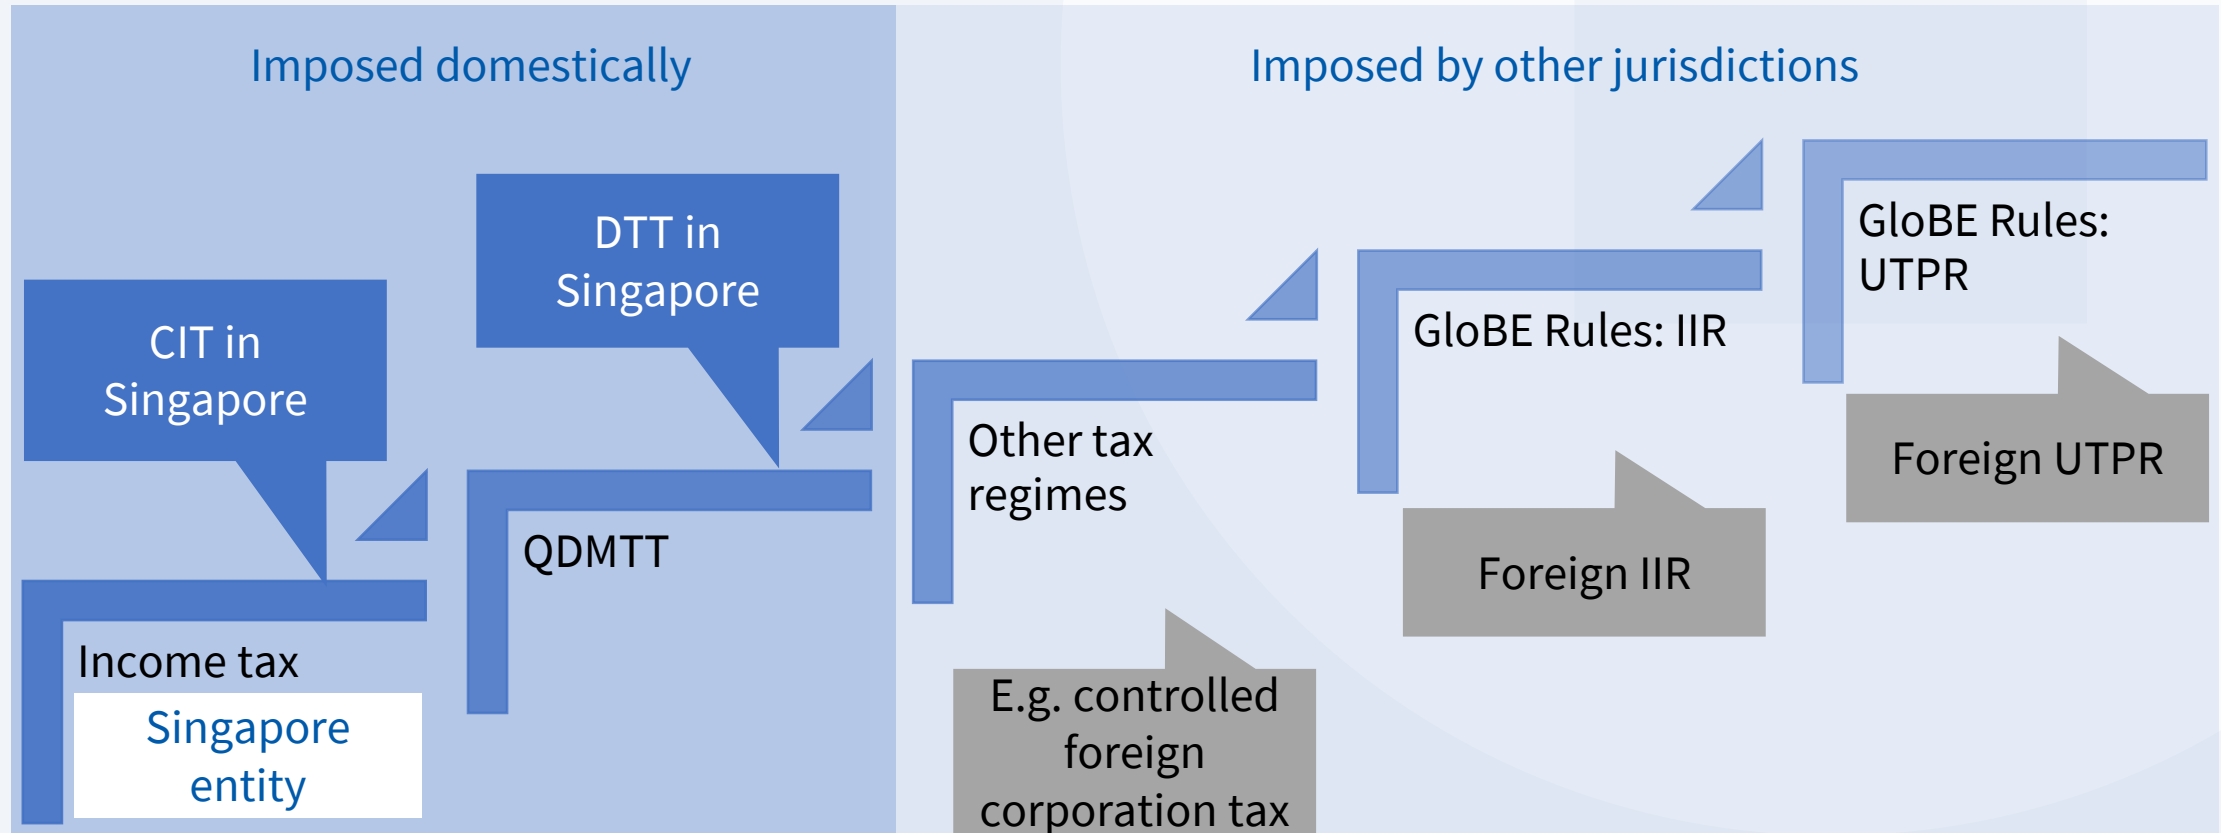 Imposed domestically
Imposed by other jurisdictions
CIT in
Singapore
Income tax
Singapore
entity
DTT in
Singapore
QDMTT
Other tax
regimes
E.g. controlled
foreign
corporation tax
GloBE Rules: IIR
Foreign IIR
GloBE Rules:
UTPR
Foreign UTPR